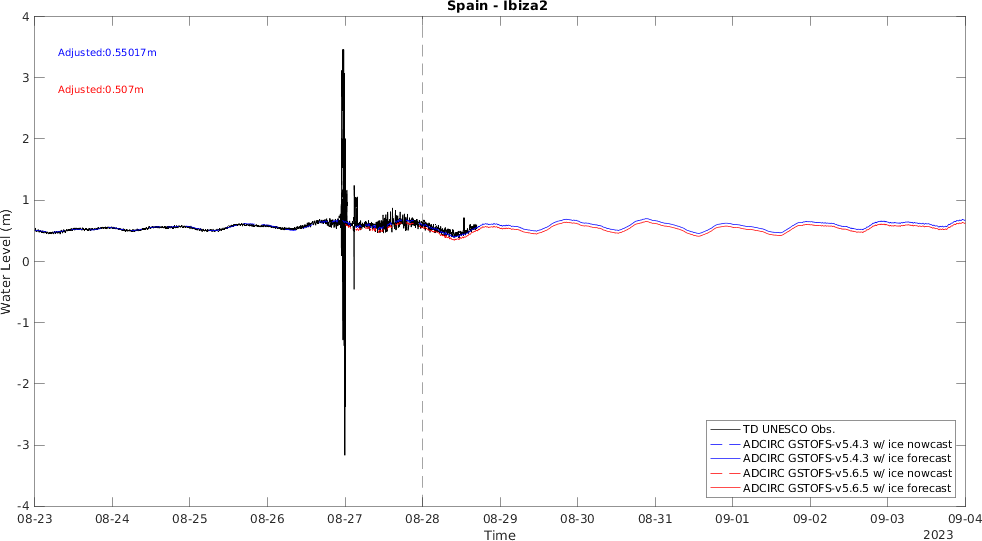 Spain - Ibiza2
Adjusted:0.55017m
Adjusted:0.507m
Water Level (m)
4
3
2
1
0
-1
-2
-3
-4
TD UNESCO Obs.
ADCIRC GSTOFS-v5.4.3 w/ ice nowcast
ADCIRC GSTOFS-v5.4.3 w/ ice forecast
ADCIRC GSTOFS-v5.6.5 w/ ice nowcast
ADCIRC GSTOFS-v5.6.5 w/ ice forecast
08-23 08-24 08-25 08-26 08-27 08-28 08-29 08-30 08-31 09-01 09-02 09-03 09-04
Time
2023